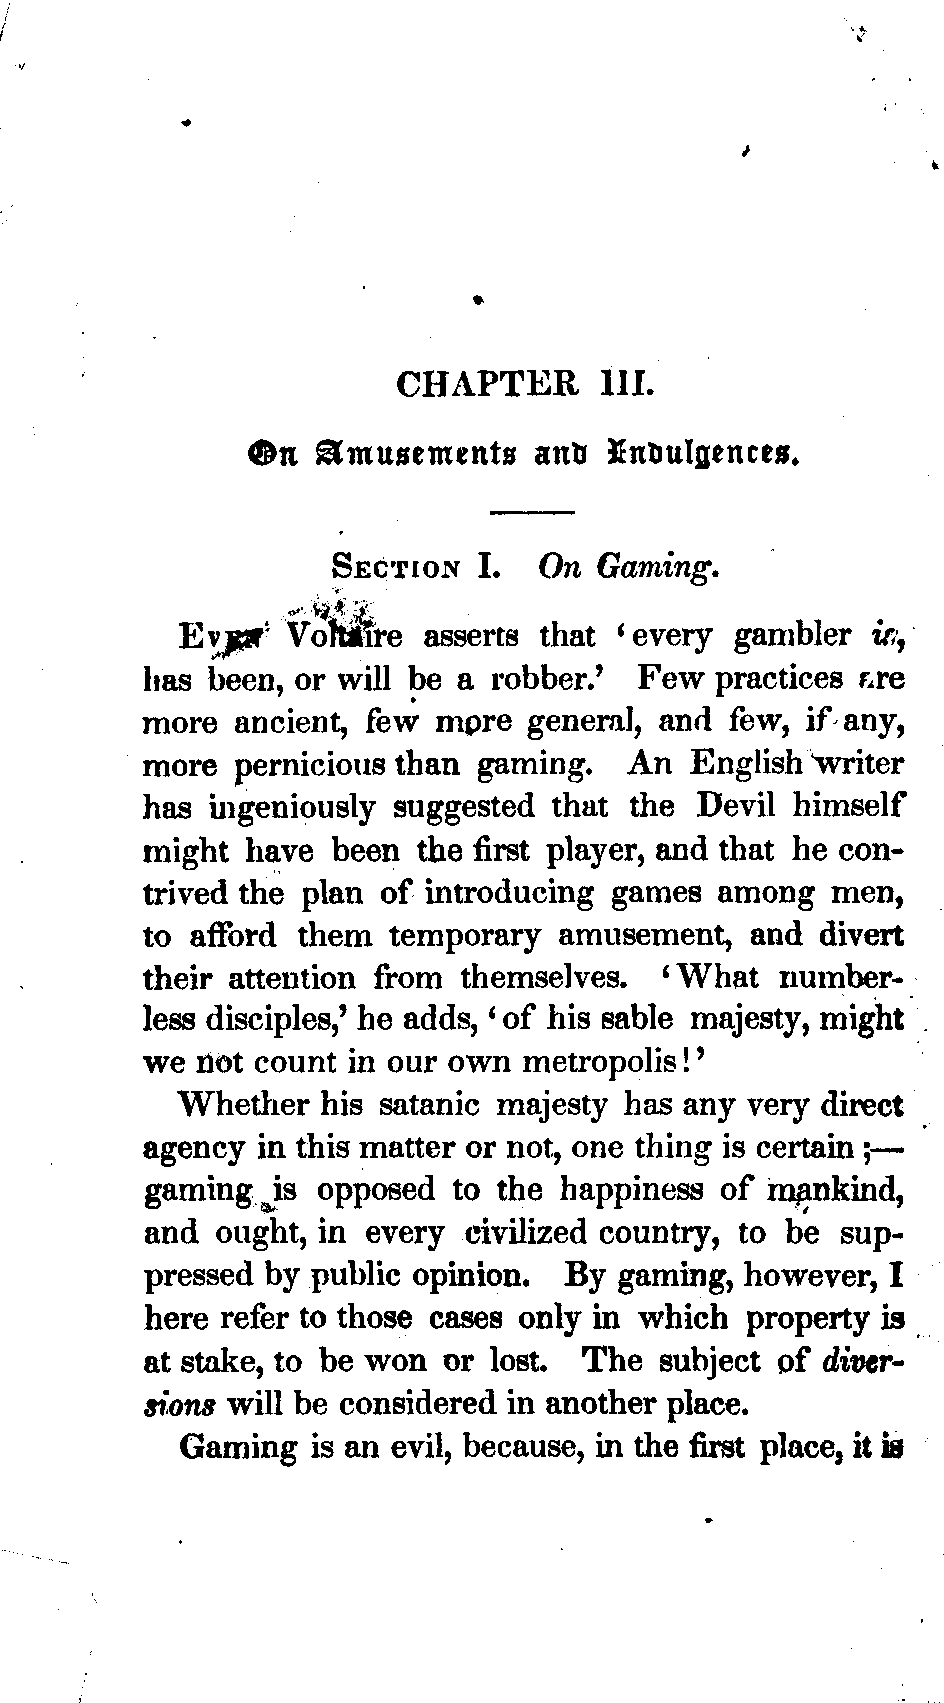 CHAPTER III.
On Amusements and Indulgences.
SECTION I. On Gaming.
Even Voltaire asserts that ‘every gambler is,
has been, or will be a robber.’ Few practices are
more ancient, few more general, and few, if any,
more pernicious than gaming. An English writer
has ingeniously suggested that the Devil himself
might have been the first player, and that he con-
trived the plan of introducing games among men,
to afford them temporary amusement, and divert
their attention from themselves. ‘What number-
less disciples,’ he adds, ‘of his sable majesty, might
we not count in our own metropolis!’
Whether his satanic majesty has any very direct
agency in this matter or not, one thing is certain;—
gaming is opposed to the happiness of mankind,
and ought, in every civilized country, to be sup-
pressed by public opinion. By gaming, however, I
here refer to those cases only in which property is
at stake, to be won or lost. The subject of diver-
sions will be considered in another place.
Gaming is an evil, because, in the first place, it is